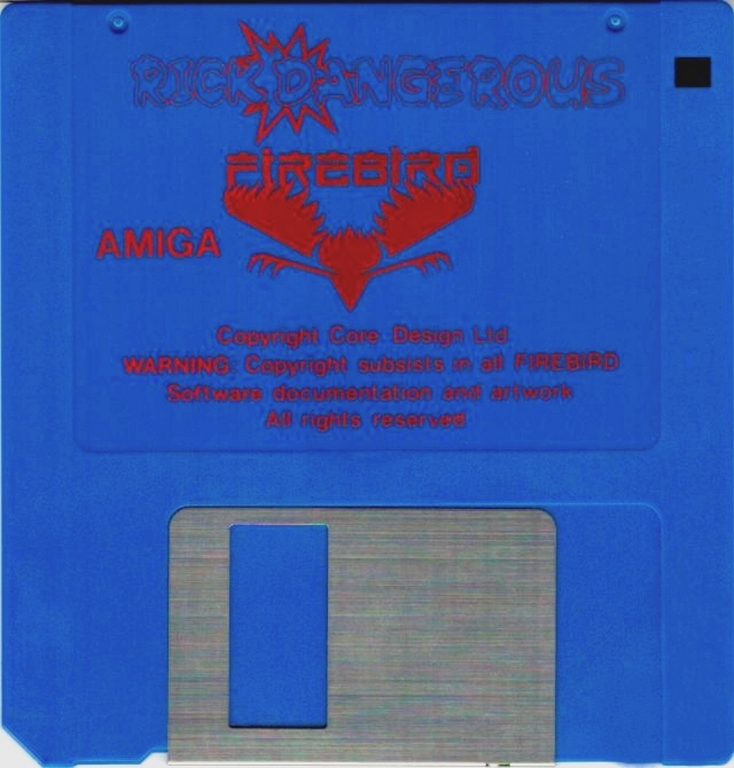 RICK DANGEROUS
FIREBIRD
AMIGA
Copyright Core Design Ltd
WARNING: Copyright subsists in all FIREBIRD
Software documentation and artwork
All rights reserved